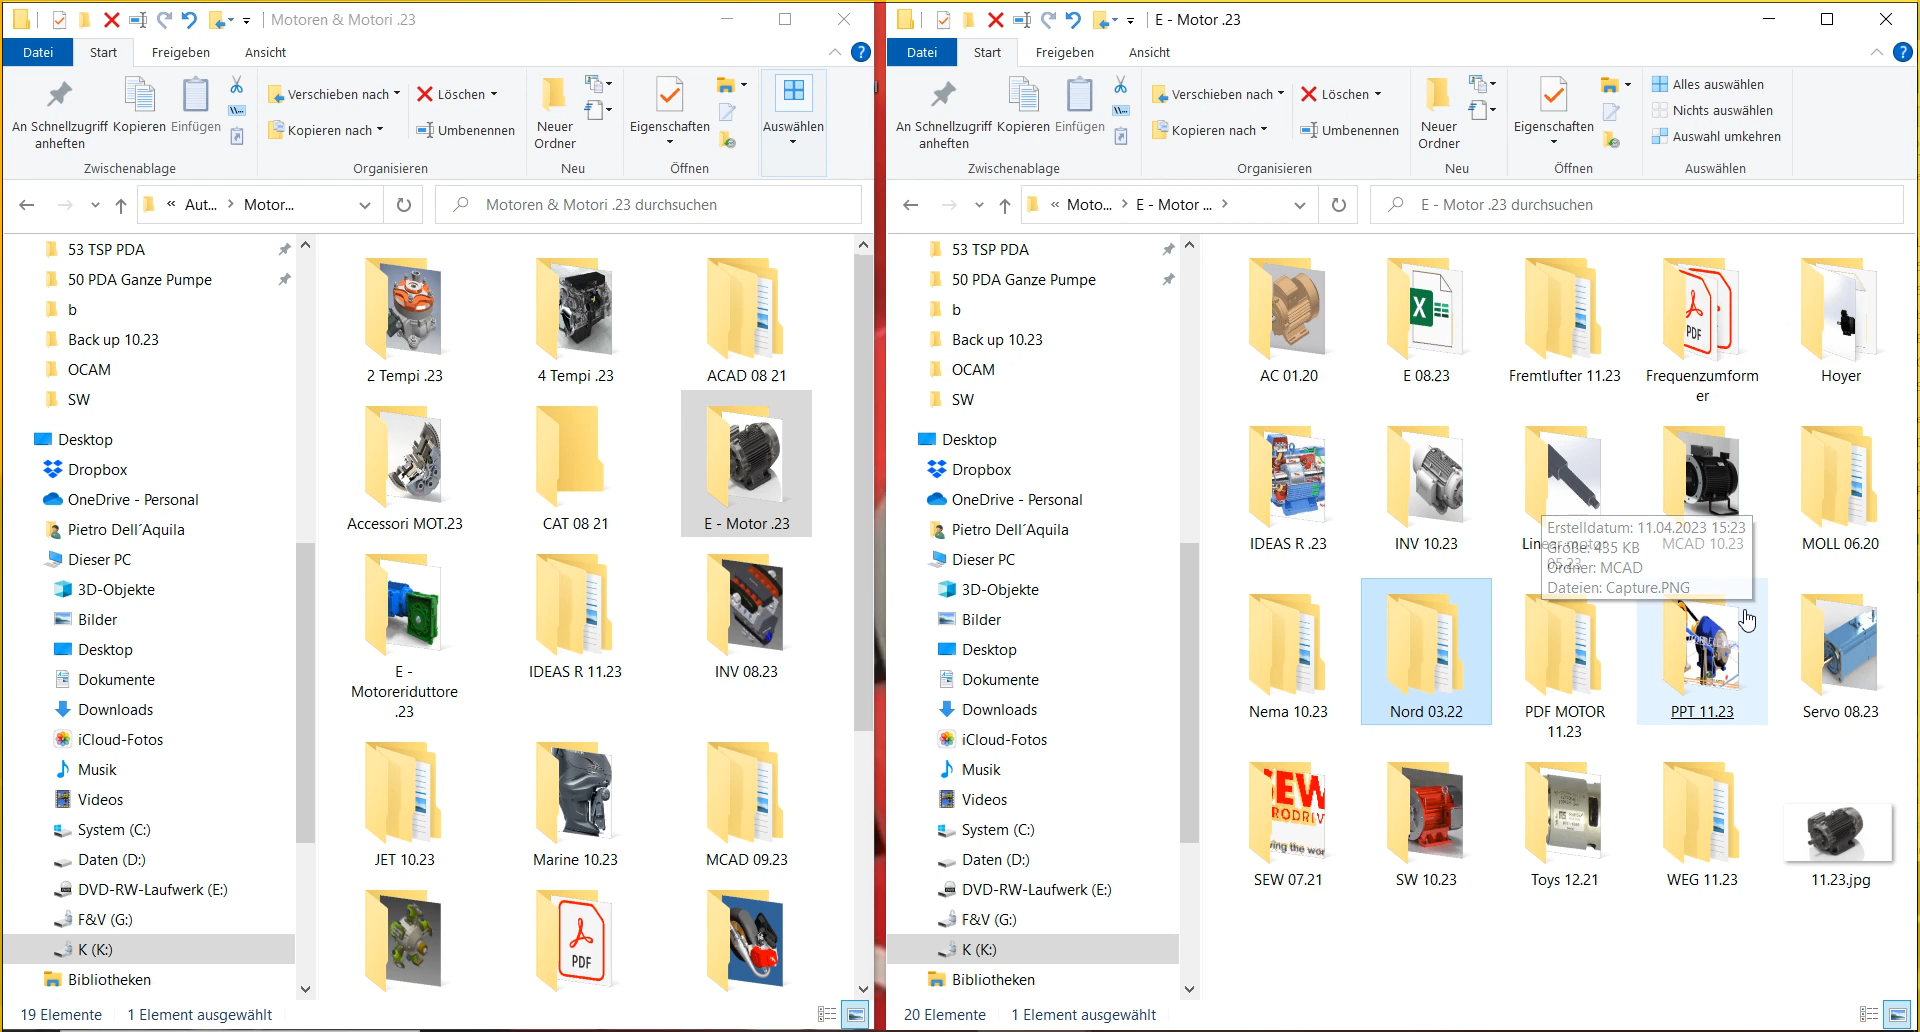 Motoren & Motori .23
Datei Start Freigeben Ansicht
An Schnellzugriff anheften
Kopieren
Einfügen
Verschieben nach
Kopieren nach
Löschen
Umbenennen
Neuer Ordner
Eigenschaften
Auswählen
Zwischenablage Organisieren Neu Öffnen
« Aut... > Motor...
Motoren & Motori .23 durchsuchen
53 TSP PDA
50 PDA Ganze Pumpe
b
Back up 10.23
OCAM
SW
Desktop
Dropbox
OneDrive - Personal
Pietro Dell´Aquila
Dieser PC
3D-Objekte
Bilder
Desktop
Dokumente
Downloads
iCloud-Fotos
Musik
Videos
System (C:)
Daten (D:)
DVD-RW-Laufwerk (E:)
F&V (G:)
K (K:)
Bibliotheken
2 Tempi .23
4 Tempi .23
ACAD 08 21
Accessori MOT.23
CAT 08 21
E - Motor .23
E -
Motoreriduttore
.23
IDEAS R 11.23
INV 08.23
JET 10.23
Marine 10.23
MCAD 09.23
PDF
19 Elemente 1 Element ausgewählt
E - Motor .23
Datei Start Freigeben Ansicht
An Schnellzugriff anheften
Kopieren
Einfügen
Verschieben nach
Kopieren nach
Löschen
Umbenennen
Neuer Ordner
Eigenschaften
Alles auswählen
Nichts auswählen
Auswahl umkehren
Zwischenablage Organisieren Neu Öffnen Auswählen
« Moto... > E - Motor ... >
E - Motor .23 durchsuchen
53 TSP PDA
50 PDA Ganze Pumpe
b
Back up 10.23
OCAM
SW
Desktop
Dropbox
OneDrive - Personal
Pietro Dell´Aquila
Dieser PC
3D-Objekte
Bilder
Desktop
Dokumente
Downloads
iCloud-Fotos
Musik
Videos
System (C:)
Daten (D:)
DVD-RW-Laufwerk (E:)
F&V (G:)
K (K:)
Bibliotheken
AC 01.20
E 08.23
Fremtlufter 11.23
PDF
Frequenzumform
er
Hoyer
IDEAS R .23
INV 10.23
Linear motor
05.23
MCAD 10.23
MOLL 06.20
Erstelldatum: 11.04.2023 15:23
Größe: 435 KB
Ordner: MCAD
Dateien: Capture.PNG
Nema 10.23
Nord 03.22
PDF MOTOR
11.23
PPT 11.23
Servo 08.23
SEW
RODRIV
ving the wor
SEW 07.21
SW 10.23
Toys 12.21
WEG 11.23
11.23.jpg
20 Elemente 1 Element ausgewählt